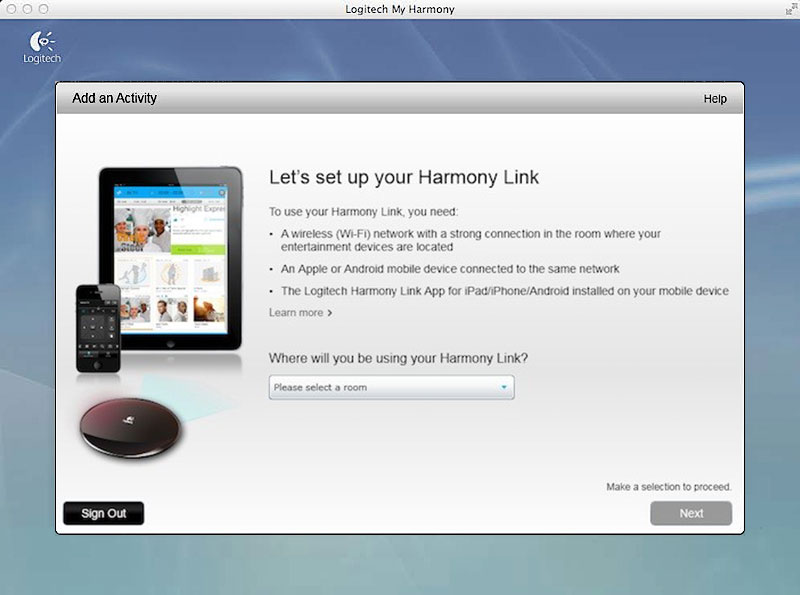 Logitech My Harmony
Logitech
Add an Activity
Help
Highlight Expre
Let's set up your Harmony Link
To use your Harmony Link, you need:
• A wireless (Wi-Fi) network with a strong connection in the room where your
entertainment devices are located
• An Apple or Android mobile device connected to the same network
• The Logitech Harmony Link App for iPad/iPhone/Android installed on your mobile device
Learn more >
Where will you be using your Harmony Link?
Please select a room
Make a selection to proceed.
Sign Out
Next